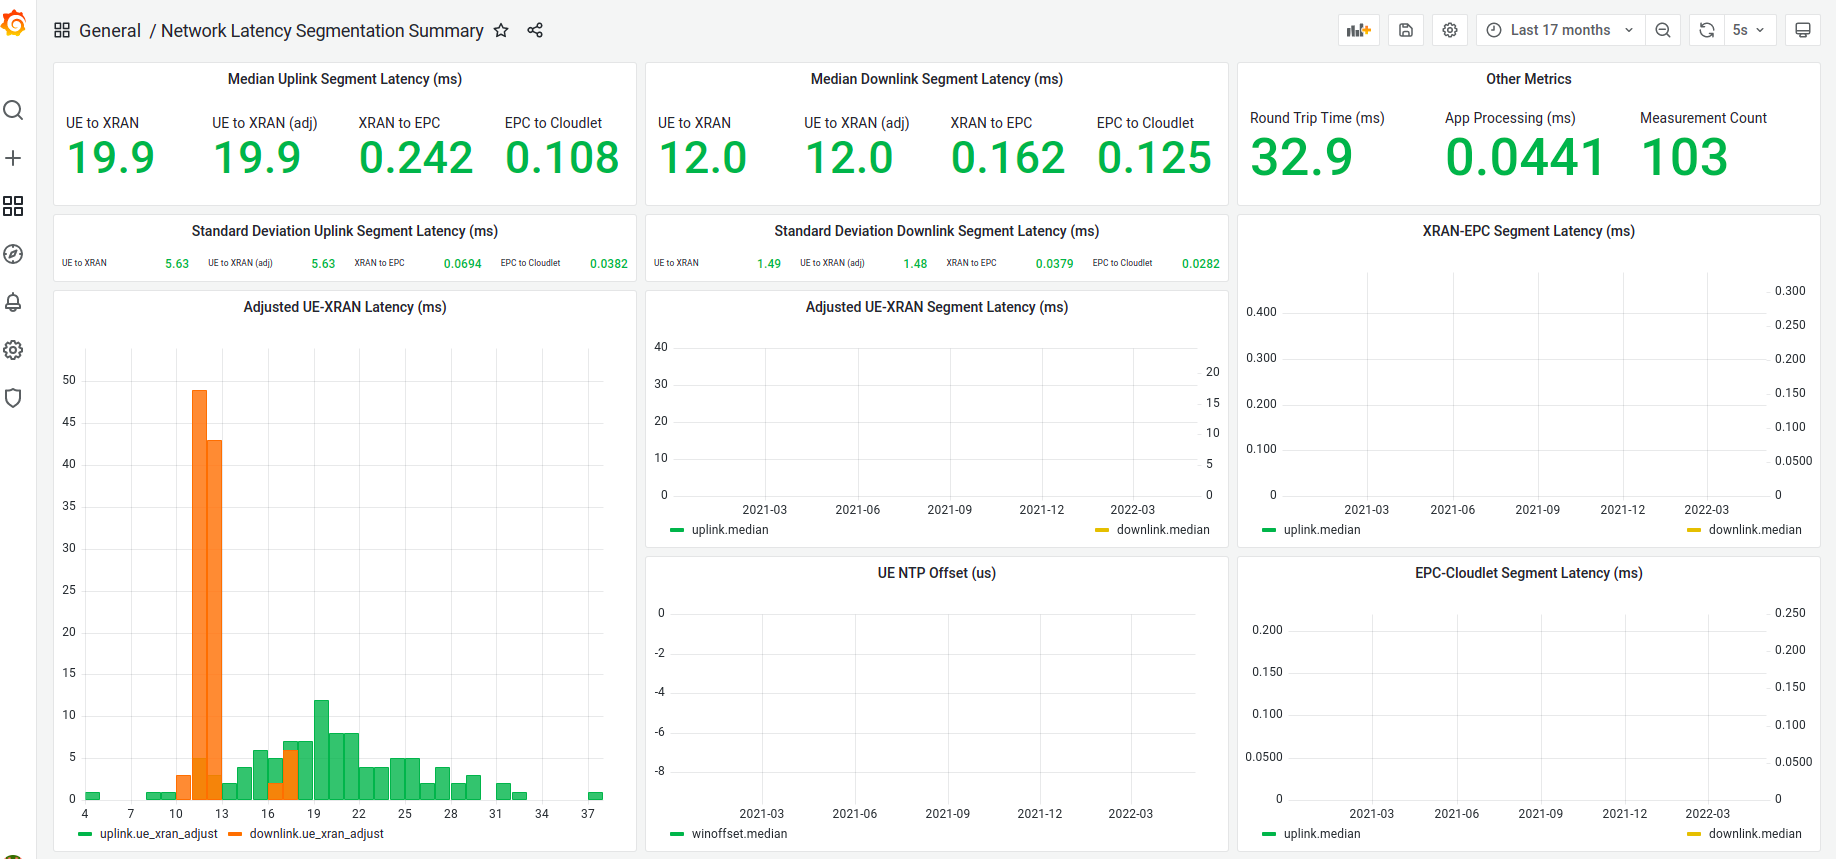 General / Network Latency Segmentation Summary
Last 17 months
5s
Median Uplink Segment Latency (ms)
UE to XRAN
19.9
UE to XRAN (adj)
19.9
XRAN to EPC
0.242
EPC to Cloudlet
0.108
Median Downlink Segment Latency (ms)
UE to XRAN
12.0
UE to XRAN (adj)
12.0
XRAN to EPC
0.162
EPC to Cloudlet
0.125
Other Metrics
Round Trip Time (ms)
32.9
App Processing (ms)
0.0441
Measurement Count
103
Standard Deviation Uplink Segment Latency (ms)
UE to XRAN 5.63 UE to XRAN (adj) 5.63 XRAN to EPC 0.0694 EPC to Cloudlet 0.0382
Standard Deviation Downlink Segment Latency (ms)
UE to XRAN 1.49 UE to XRAN (adj) 1.48 XRAN to EPC 0.0379 EPC to Cloudlet 0.0282
XRAN-EPC Segment Latency (ms)
0.400
0.300
0.200
0.100
0
0.300
0.250
0.200
0.150
0.100
0.0500
0
2021-03 2021-06 2021-09 2021-12 2022-03
uplink.median downlink.median
Adjusted UE-XRAN Latency (ms)
50
45
40
35
30
25
20
15
10
5
0
4 7 10 13 16 19 22 25 28 31 34 37
uplink.ue_xran_adjust downlink.ue_xran_adjust
Adjusted UE-XRAN Segment Latency (ms)
40
30
20
10
0
20
15
10
5
0
2021-03 2021-06 2021-09 2021-12 2022-03
uplink.median downlink.median
UE NTP Offset (us)
0
-2
-4
-6
-8
2021-03 2021-06 2021-09 2021-12 2022-03
winoffset.median
EPC-Cloudlet Segment Latency (ms)
0.200
0.150
0.100
0.0500
0
0.250
0.200
0.150
0.100
0.0500
0
2021-03 2021-06 2021-09 2021-12 2022-03
uplink.median downlink.median